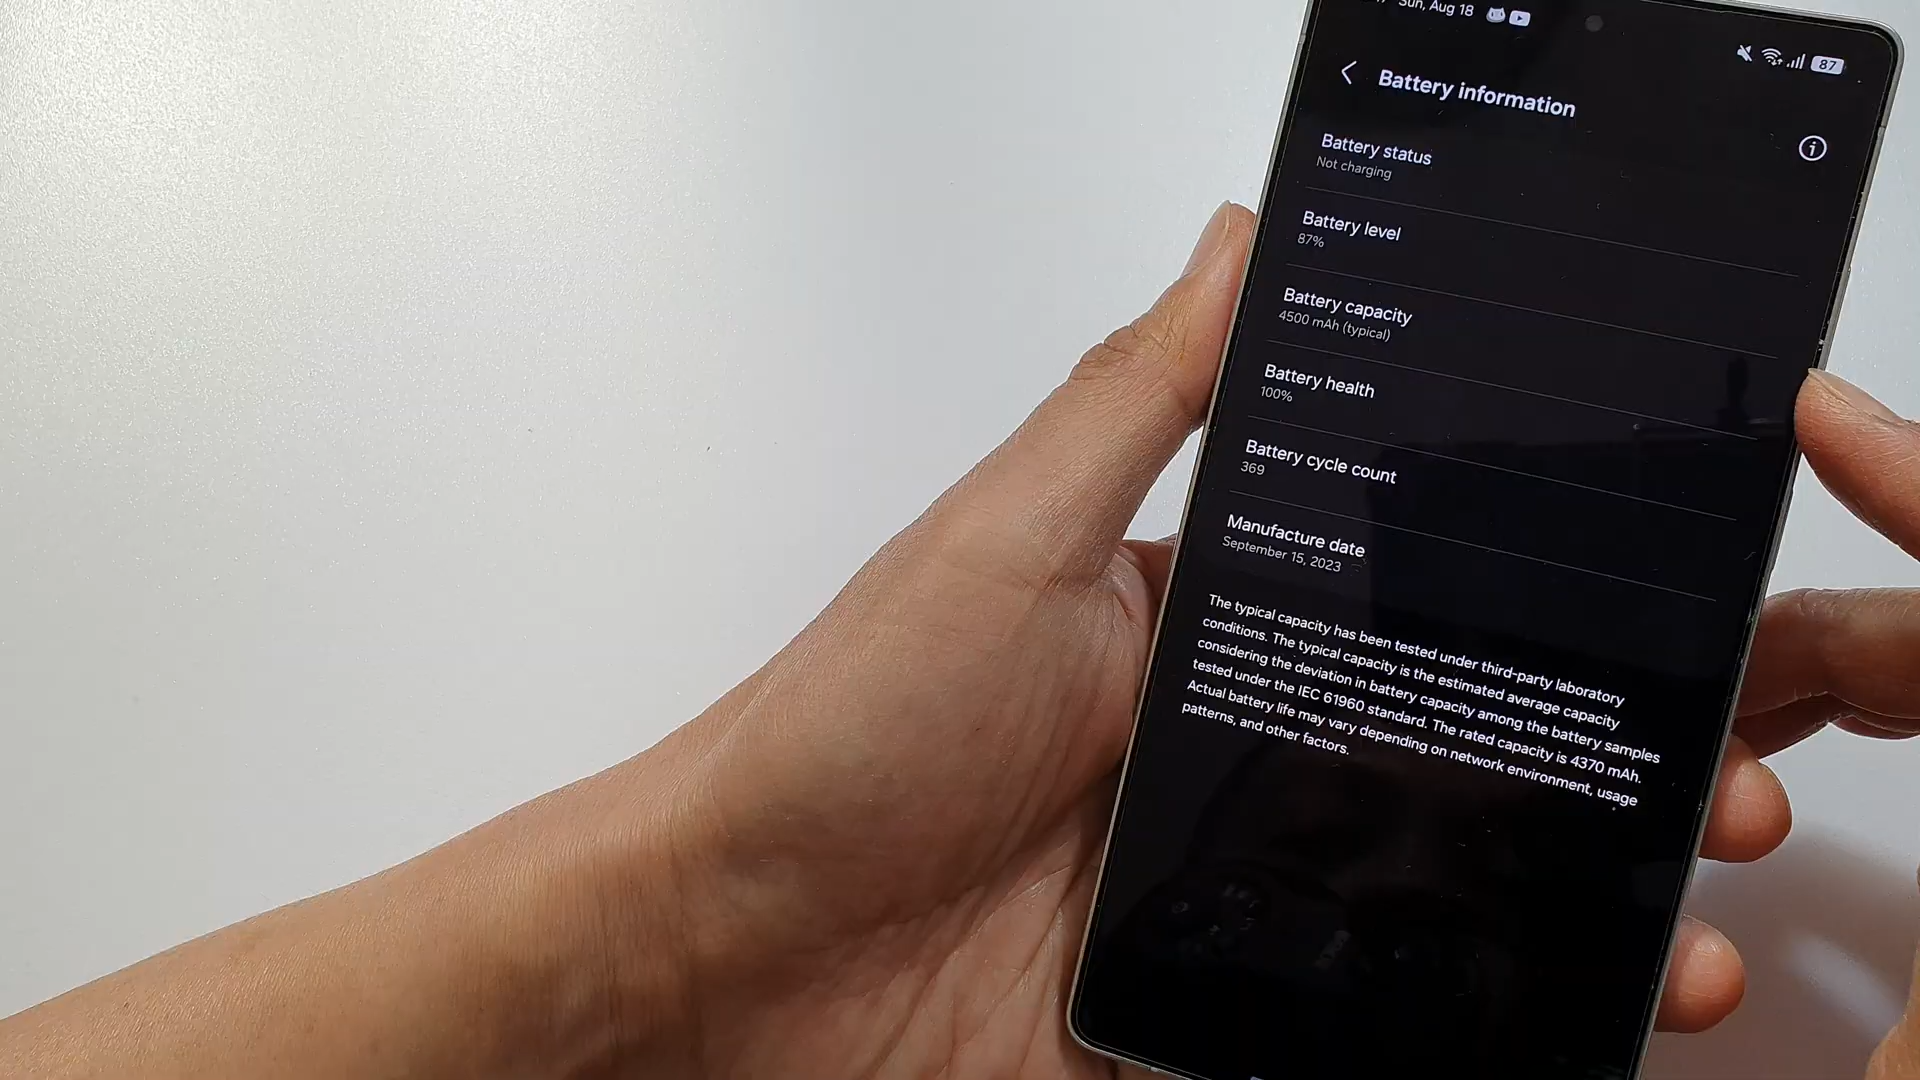 Sun, Aug 18
87
Battery information
Battery status
Not charging
Battery level
87%
Battery capacity
4500 mAh (typical)
Battery health
100%
Battery cycle count
369
Manufacture date
September 15, 2023
The typical capacity has been tested under third-party laboratory
conditions. The typical capacity is the estimated average capacity
considering the deviation in battery capacity among the battery samples
tested under the IEC 61960 standard. The rated capacity is 4370 mAh.
Actual battery life may vary depending on network environment, usage
patterns, and other factors.